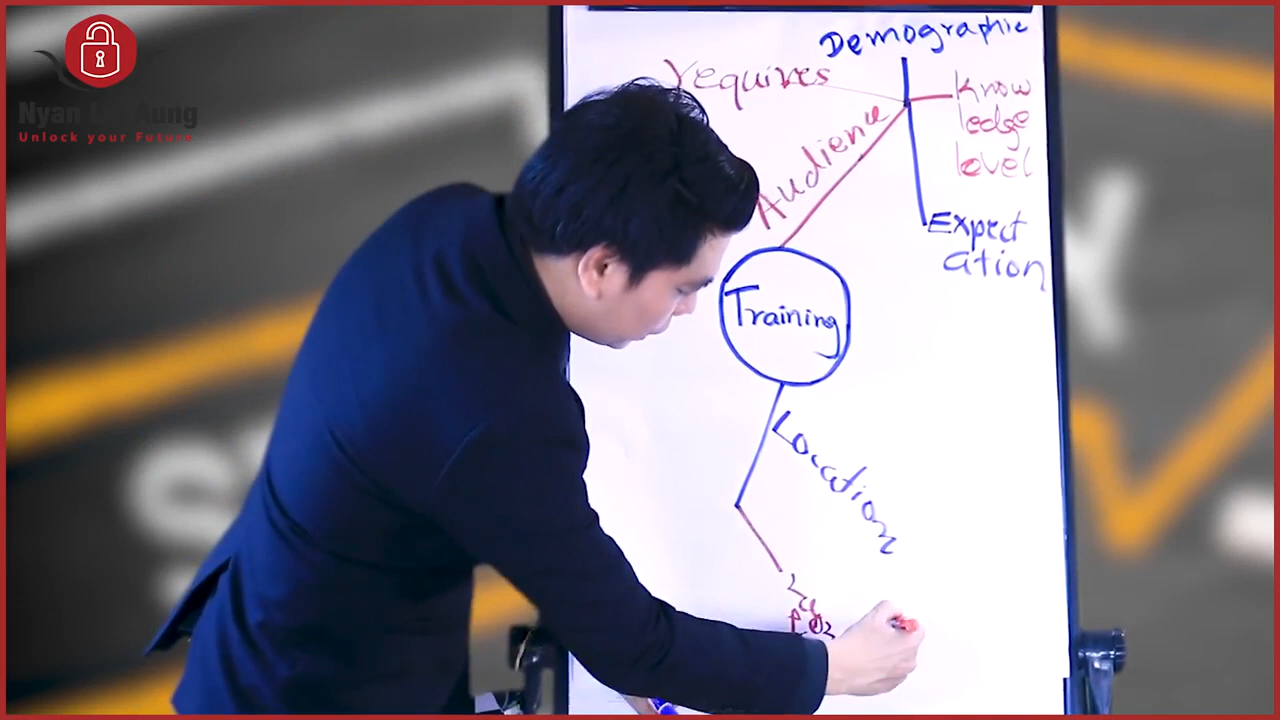 Nyan Lin Aung
Unlock your Future
Demographic
requires
Know
ledge
level
Audience
Expect
ation
Training
Location